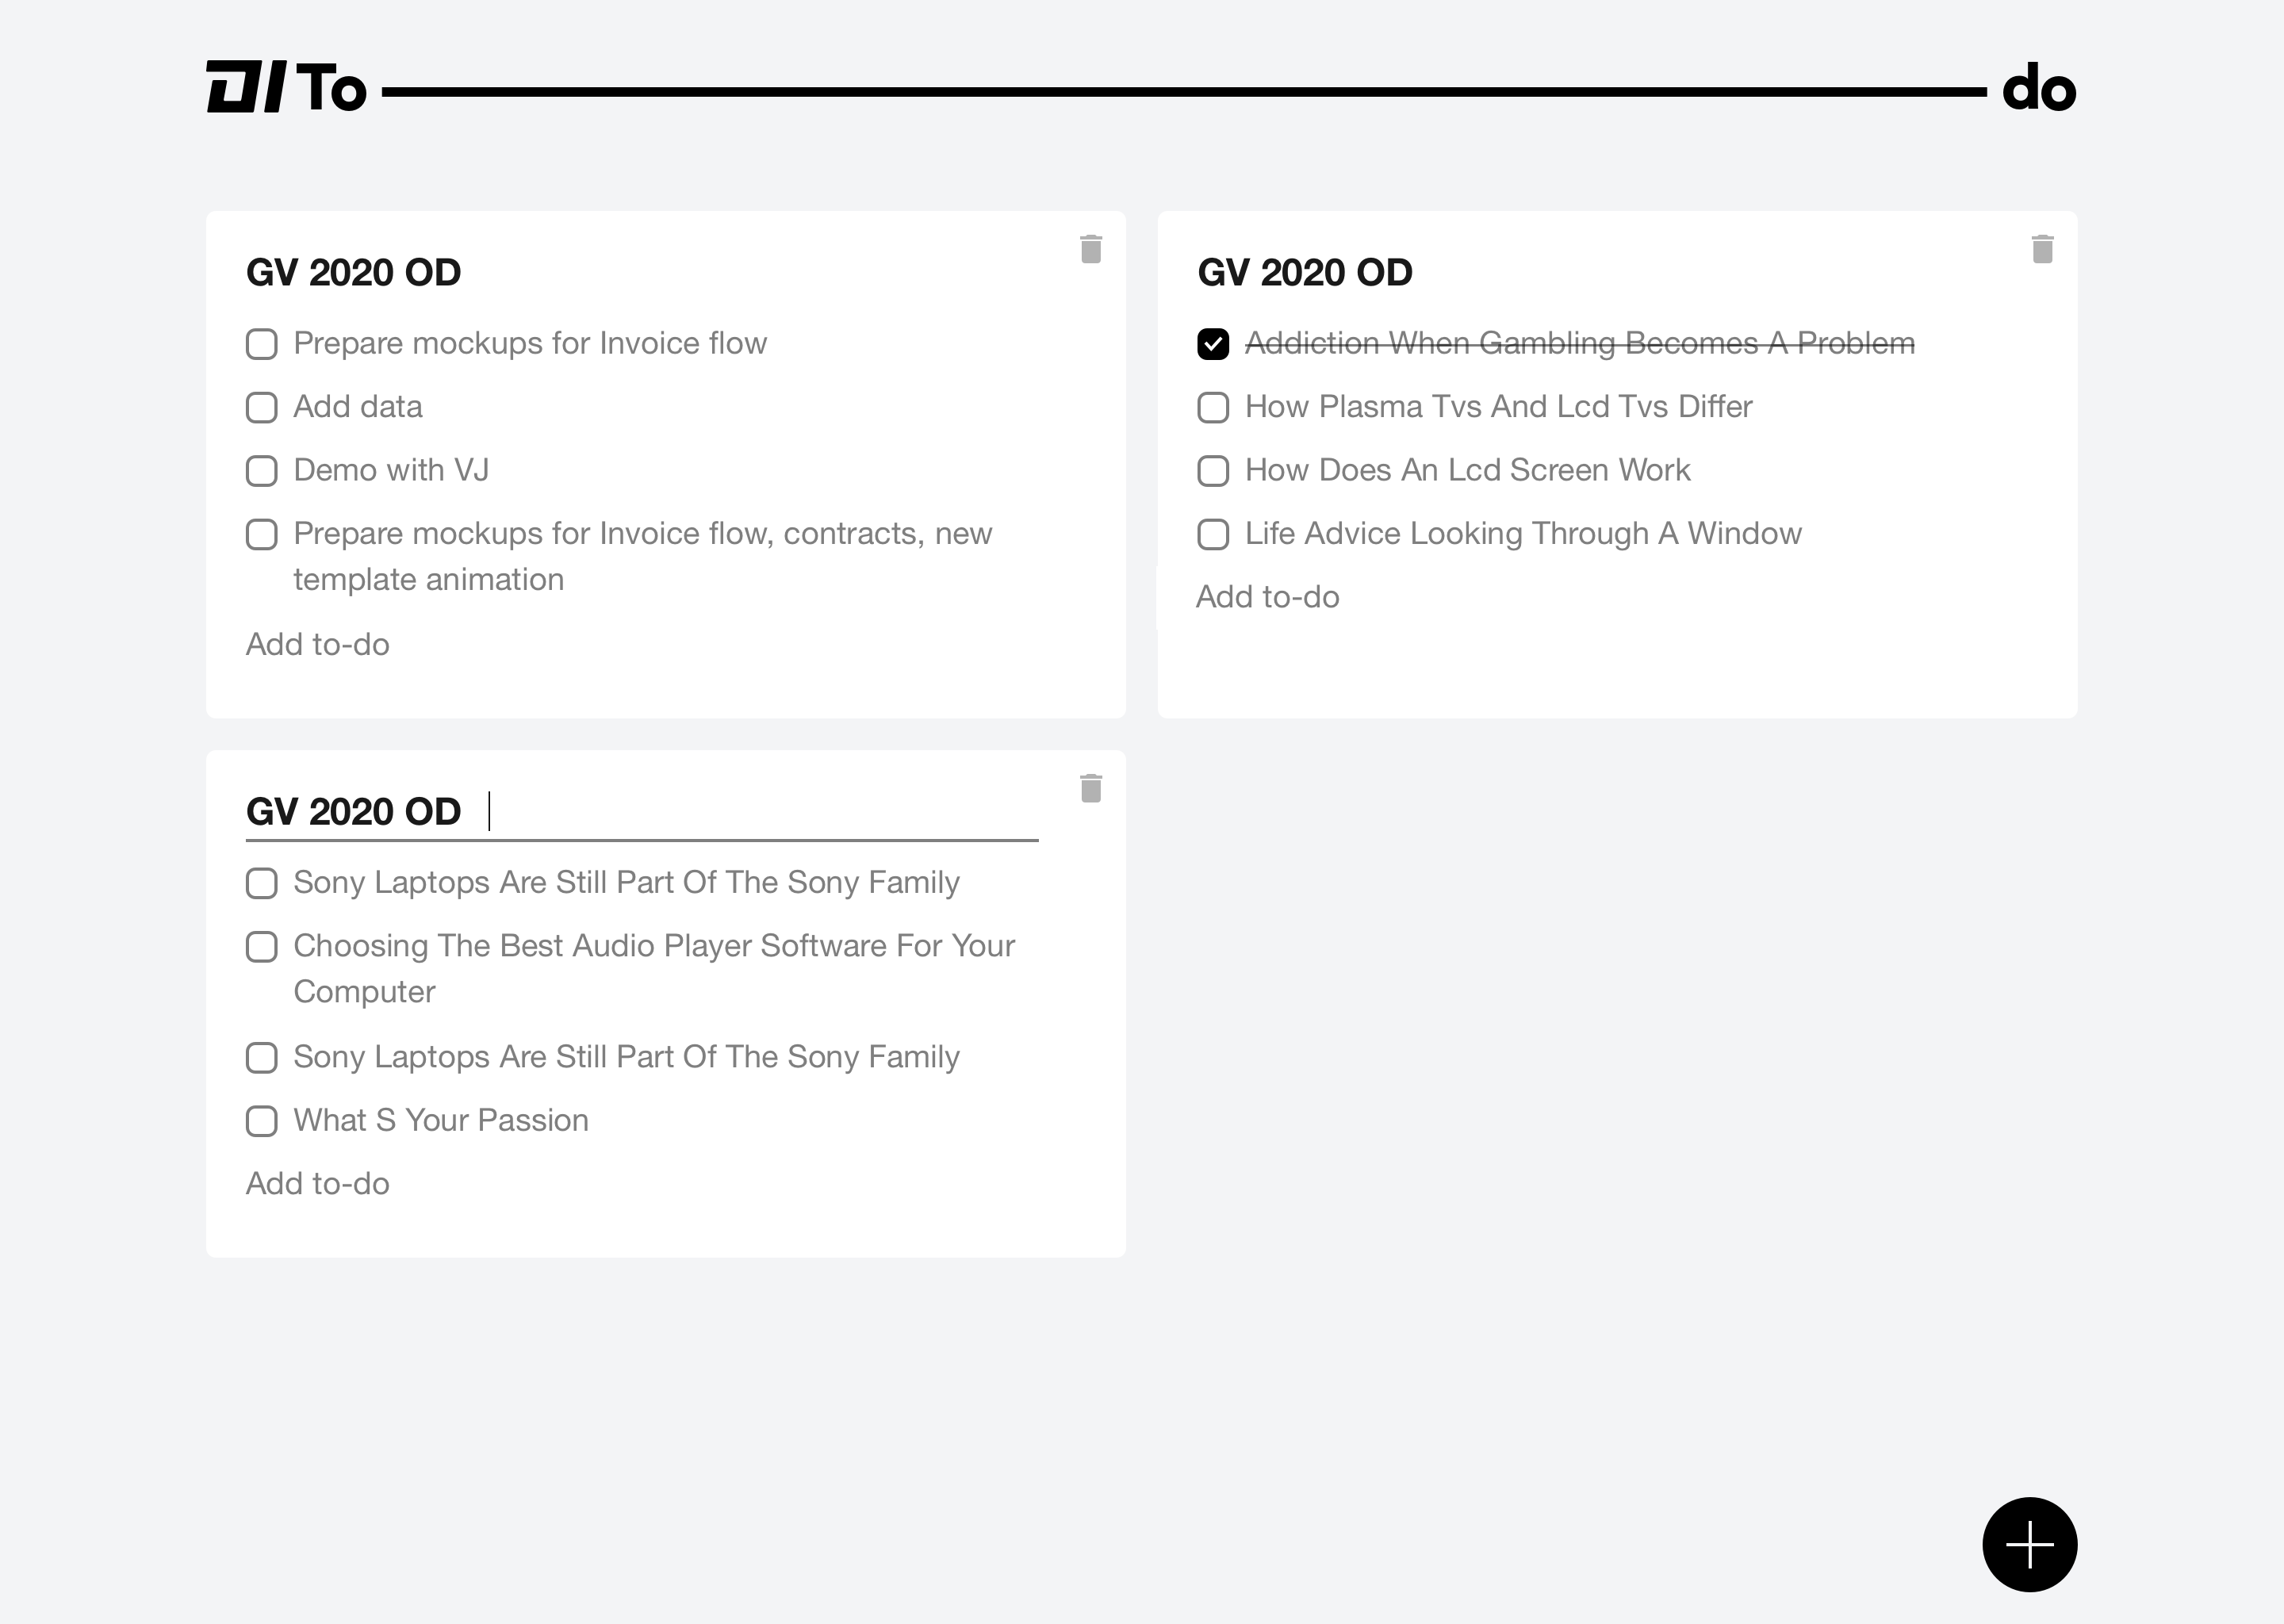 DI To do
GV 2020 OD
Prepare mockups for Invoice flow
Add data
Demo with VJ
Prepare mockups for Invoice flow, contracts, new
template animation
Add to-do
GV 2020 OD
Addiction When Gambling Becomes A Problem
How Plasma Tvs And Lcd Tvs Differ
How Does An Lcd Screen Work
Life Advice Looking Through A Window
Add to-do
GV 2020 OD
Sony Laptops Are Still Part Of The Sony Family
Choosing The Best Audio Player Software For Your
Computer
Sony Laptops Are Still Part Of The Sony Family
What S Your Passion
Add to-do